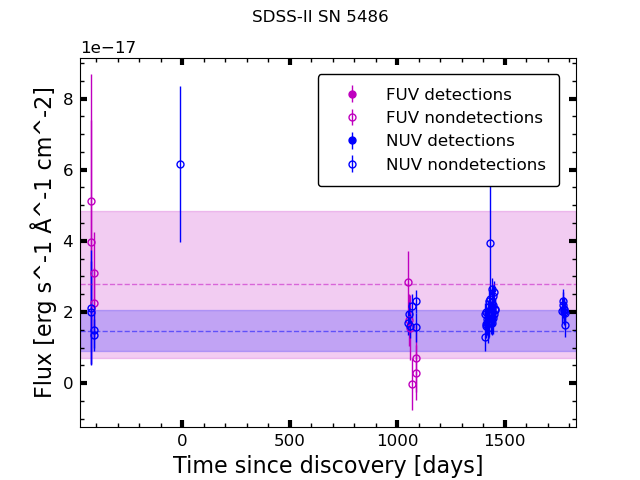 SDSS-II SN 5486
1e−17
FUV detections
FUV nondetections
NUV detections
NUV nondetections
8
6
4
2
0
Flux [erg s^-1 Å^-1 cm^-2]
0 500 1000 1500
Time since discovery [days]